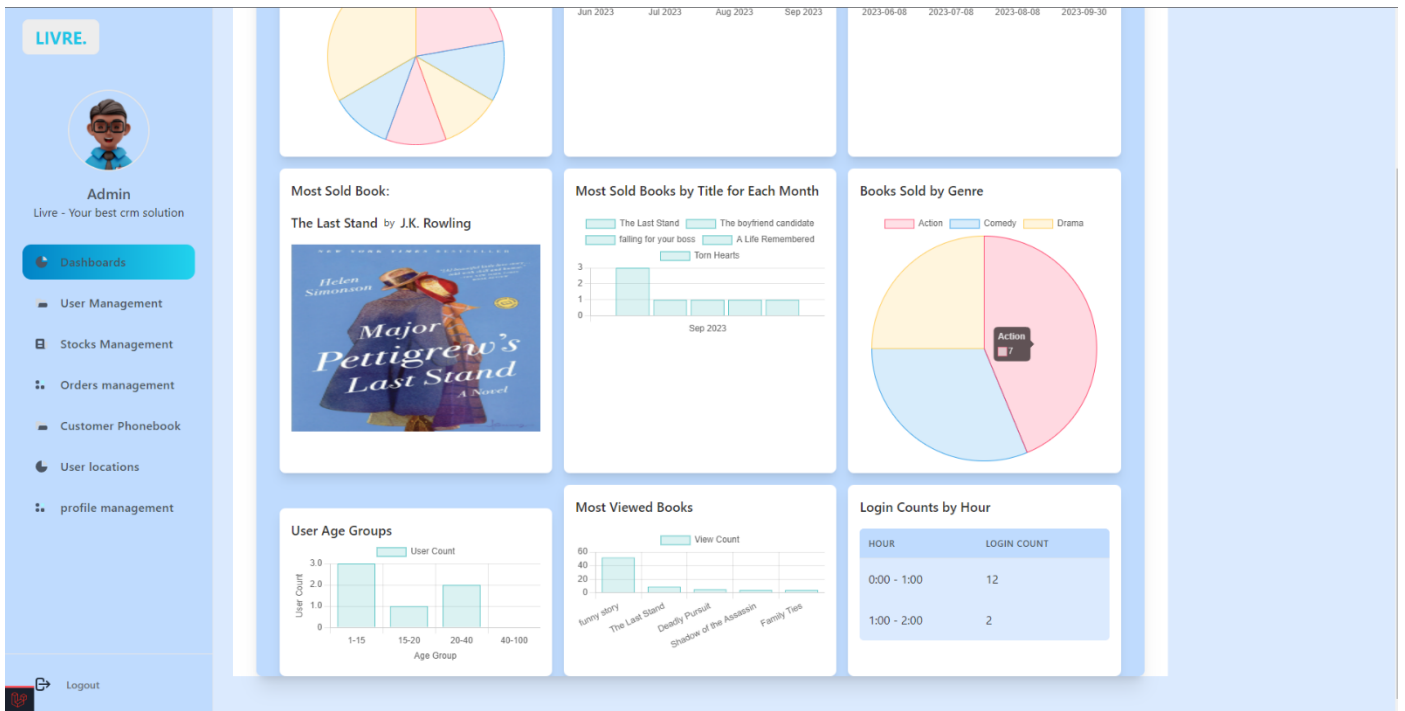 LIVRE.
Admin
Livre - Your best crm solution
Dashboards
User Management
Stocks Management
Orders management
Customer Phonebook
User locations
profile management
Logout
Jun 2023 Jul 2023 Aug 2023 Sep 2023
2023-06-08 2023-07-08 2023-08-08 2023-09-30
Most Sold Book:
The Last Stand by J.K. Rowling
NEW YORK TIMES BESTSELLER
Helen
Simonson
Major
Pettigrew's
Last Stand
A Novel
Most Sold Books by Title for Each Month
The Last Stand The boyfriend candidate
falling for your boss A Life Remembered
Torn Hearts
3
2
1
0
Sep 2023
Books Sold by Genre
Action Comedy Drama
Action
7
User Age Groups
User Count
User Count
3.0
2.0
1.0
0
1-15 15-20 20-40 40-100
Age Group
Most Viewed Books
View Count
60
40
20
0
funny story The Last Stand Deadly Pursuit Shadow of the Assassin Family Ties
Login Counts by Hour
HOUR LOGIN COUNT
0:00 - 1:00 12
1:00 - 2:00 2